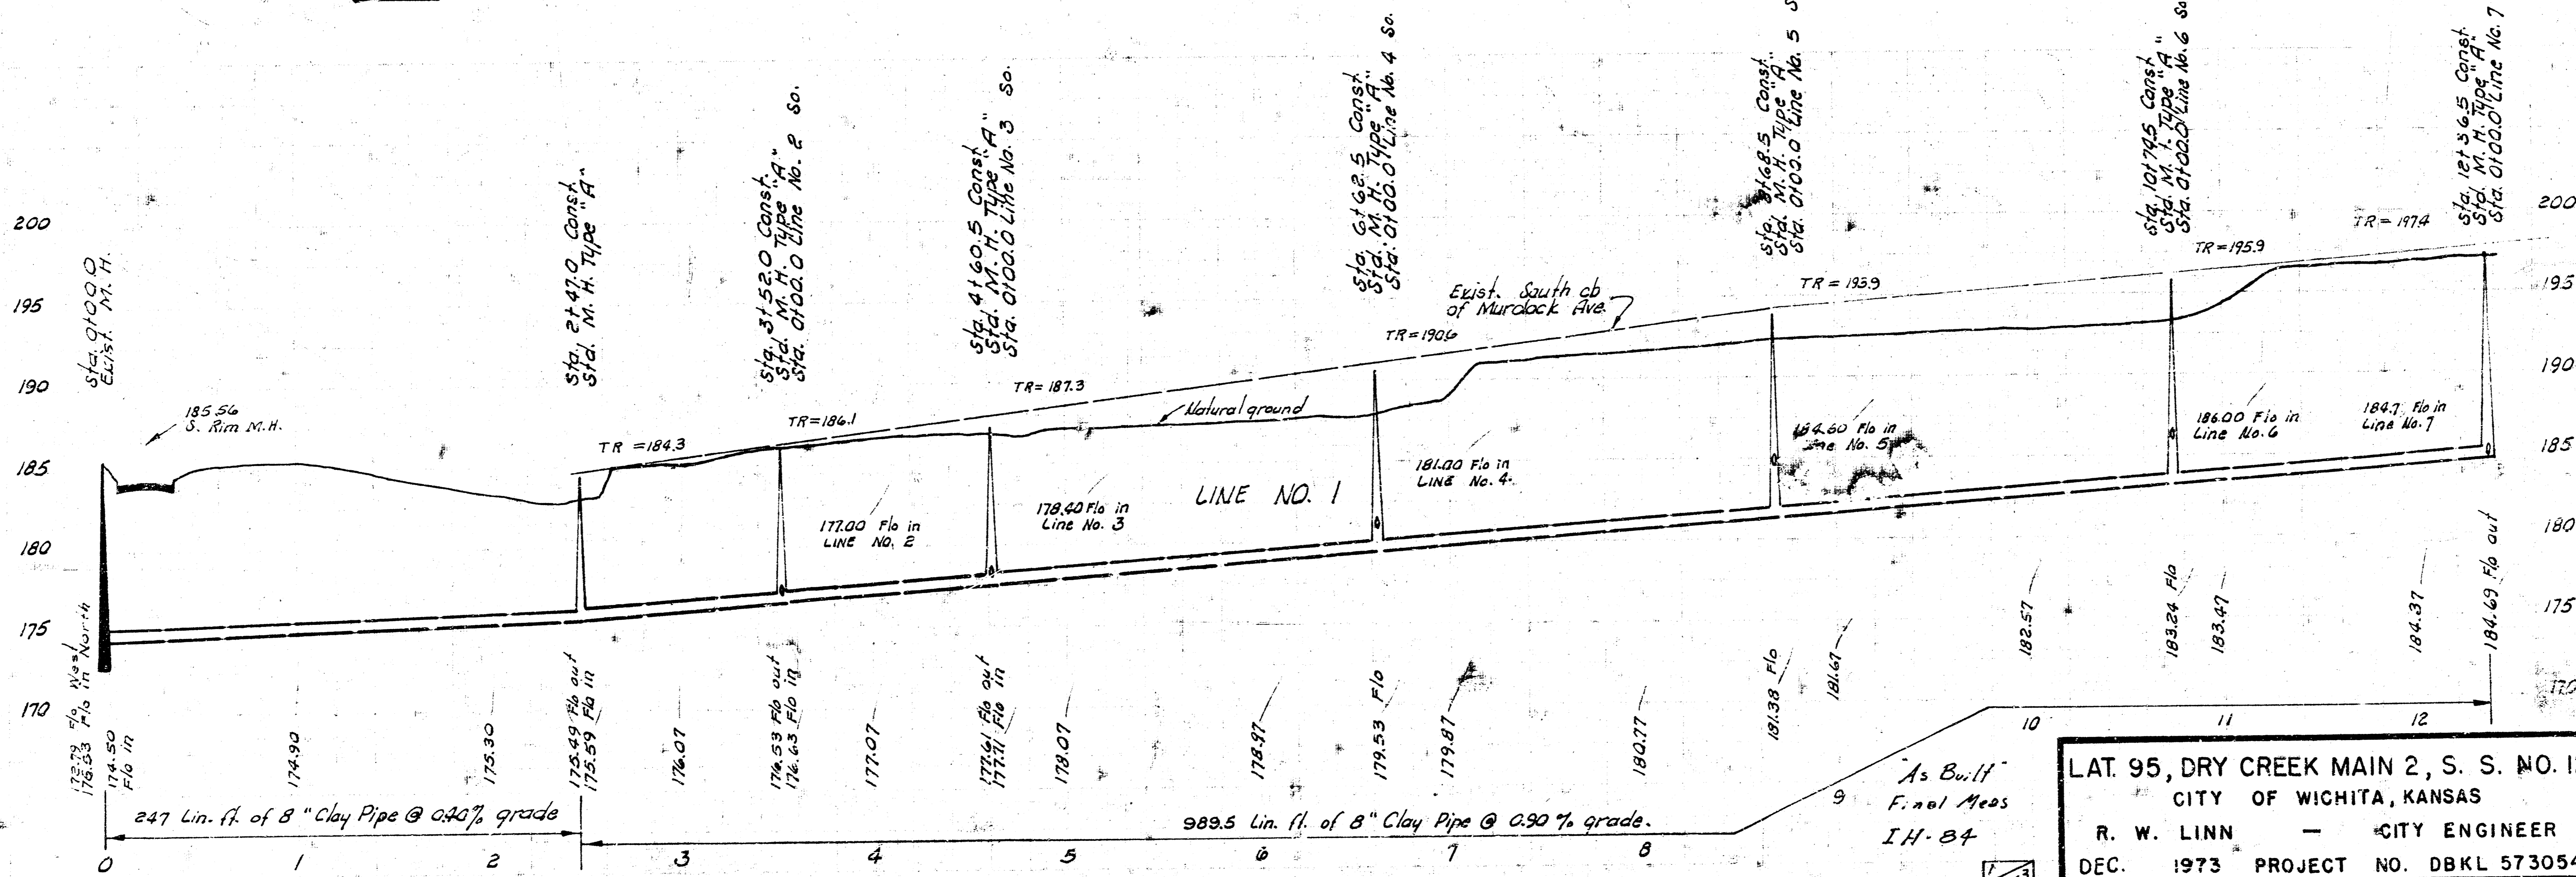 Sta. 0+00.0
Exist. M. H.
Sta. 2+47.0 Const
Std. M. H. Type "A"
Sta. 3+52.0 Const.
Std. M. H. Type "A"
Sta. 0+00.0 Line No. 2 So.
Sta. 4+60.5 Const
Std. M. H. Type "A"
Sta. 0+00.0 Line No. 3 So.
Sta. 6+62.5 Const
Std. M. H. Type "A"
Sta. 0+00.0 Line No. 4 So.
Sta. 8+68.5 Const
Std. M. H. Type "A"
Sta. 0+00.0 Line No. 5
Sta. 10+74.5 Const
Std. M. H. Type "A"
Sta. 0+00.0 Line No. 6 So
Sta. 12+36.5 Const.
Std. M. H. Type "A"
Sta. 0+00.0 Line No. 7
200
195
190
185
180
175
170
200
195
190
185
180
175
170
185.56
S. Rim M.H.
TR = 184.3
TR = 186.1
TR = 187.3
TR = 190.6
TR = 193.9
TR = 195.9
TR = 197.4
Exist. South cb
of Murdock Ave.
Natural ground
177.00 Flo in
LINE NO. 2
178.40 Flo in
Line No. 3
LINE NO. 1
181.00 Flo in
LINE No. 4
184.60 Flo in
Line No. 5
186.00 Flo in
Line No. 6
184.7 Flo in
Line No. 7
172.79 Flo West
176.53 Flo in North
174.50
Flo in
174.90
175.30
175.49 Flo out
175.59 Flo in
176.07
176.53 Flo out
176.63 Flo in
177.07
177.61 Flo out
177.71 Flo in
178.07
178.97
179.53 Flo
179.87
180.77
181.38 Flo
181.67
182.57
183.24 Flo
183.47
184.37
184.69 Flo out
247 Lin. ft. of 8" Clay Pipe @ 0.40% grade
989.5 Lin. ft. of 8" Clay Pipe @ 0.90 % grade.
0 1 2 3 4 5 6 7 8 9 10 11 12
"As Built"
Final Meas
IH-84
LAT. 95, DRY CREEK MAIN 2, S. S. NO.
CITY OF WICHITA, KANSAS
R. W. LINN — CITY ENGINEER
DEC. 1973 PROJECT NO. DBKL 573054